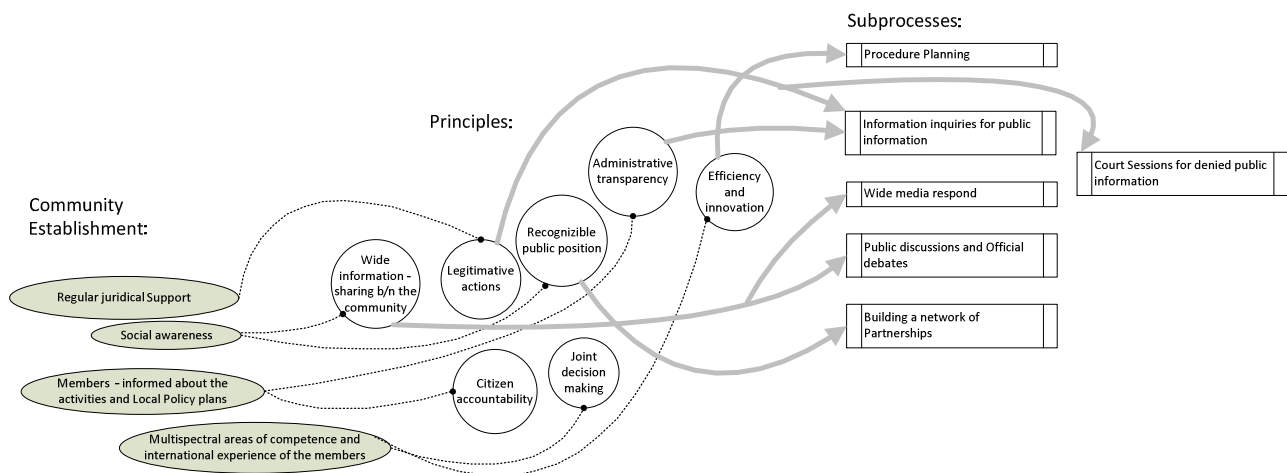 Subprocesses:
Procedure Planning
Principles:
Information inquiries for public
information
Administrative
transparency
Efficiency
and
innovation
Court Sessions for denied public
information
Wide media respond
Community
Establishment:
Recognizible
public position
Wide
information -
sharing b/n the
community
Legitimative
actions
Public discussions and Official
debates
Regular juridical Support
Social awareness
Building a network of
Partnerships
Members - informed about the
activities and Local Policy plans
Citizen
accountability
Joint
decision
making
Multispectral areas of competence and
international experience of the members